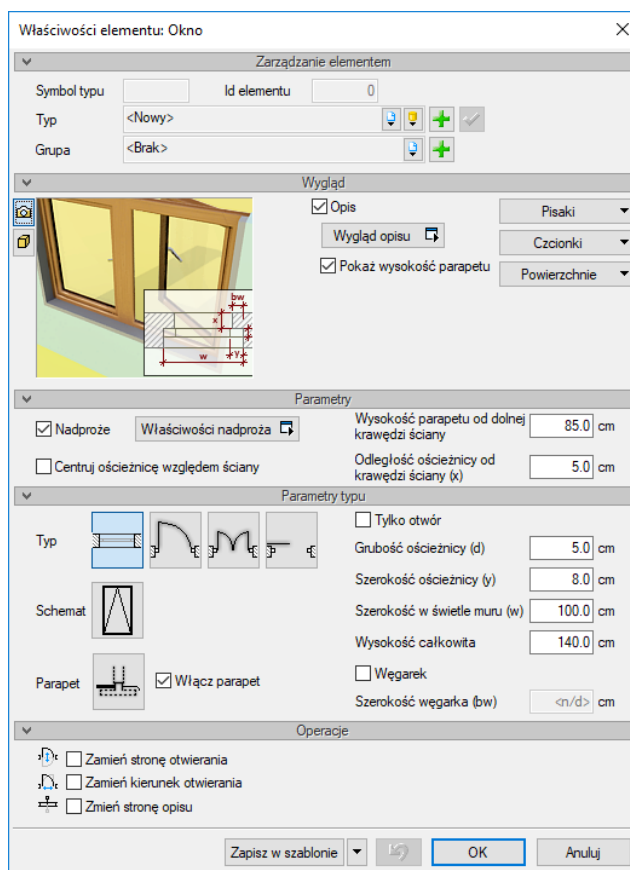 Właściwości elementu: Okno
Zarządzanie elementem
Symbol typu Id elementu 0
Typ <Nowy>
Grupa <Brak>
Wygląd
Opis Pisaki
Wygląd opisu Czcionki
Pokaż wysokość parapetu Powierzchnie
bw
x
w y
Parametry
Nadproże Właściwości nadproża Wysokość parapetu od dolnej krawędzi ściany 85.0 cm
Centruj ościeżnicę względem ściany Odległość ościeżnicy od krawędzi ściany (x) 5.0 cm
Parametry typu
Typ
Tylko otwór
Grubość ościeżnicy (d) 5.0 cm
Schemat
Szerokość ościeżnicy (y) 8.0 cm
Szerokość w świetle muru (w) 100.0 cm
Wysokość całkowita 140.0 cm
Parapet Włącz parapet
Węgarek
Szerokość węgarka (bw) <n/d> cm
Operacje
Zamień stronę otwierania
Zamień kierunek otwierania
Zmień stronę opisu
Zapisz w szablonie OK Anuluj